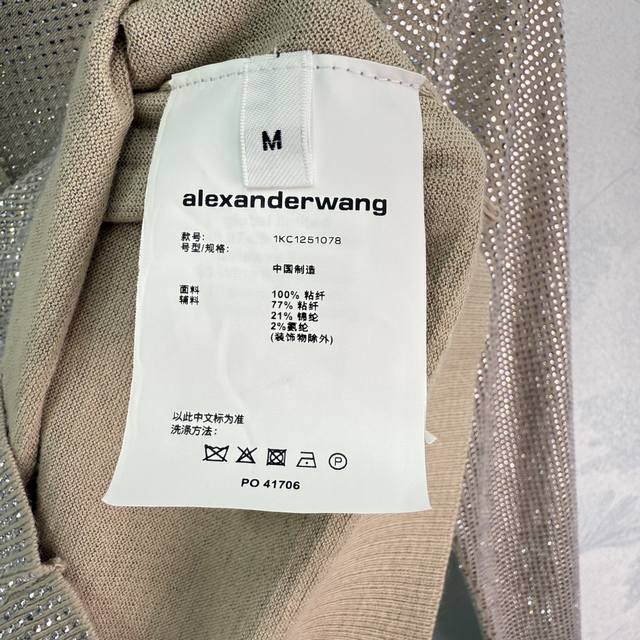 M
alexanderwang
款号: 1KC1251078
号型/规格:
中国制造
面料 100% 粘纤
辅料 77% 粘纤
21% 锦纶
2%氨纶
(装饰物除外)
以此中文标为准
洗涤方法:
P
PO 41706